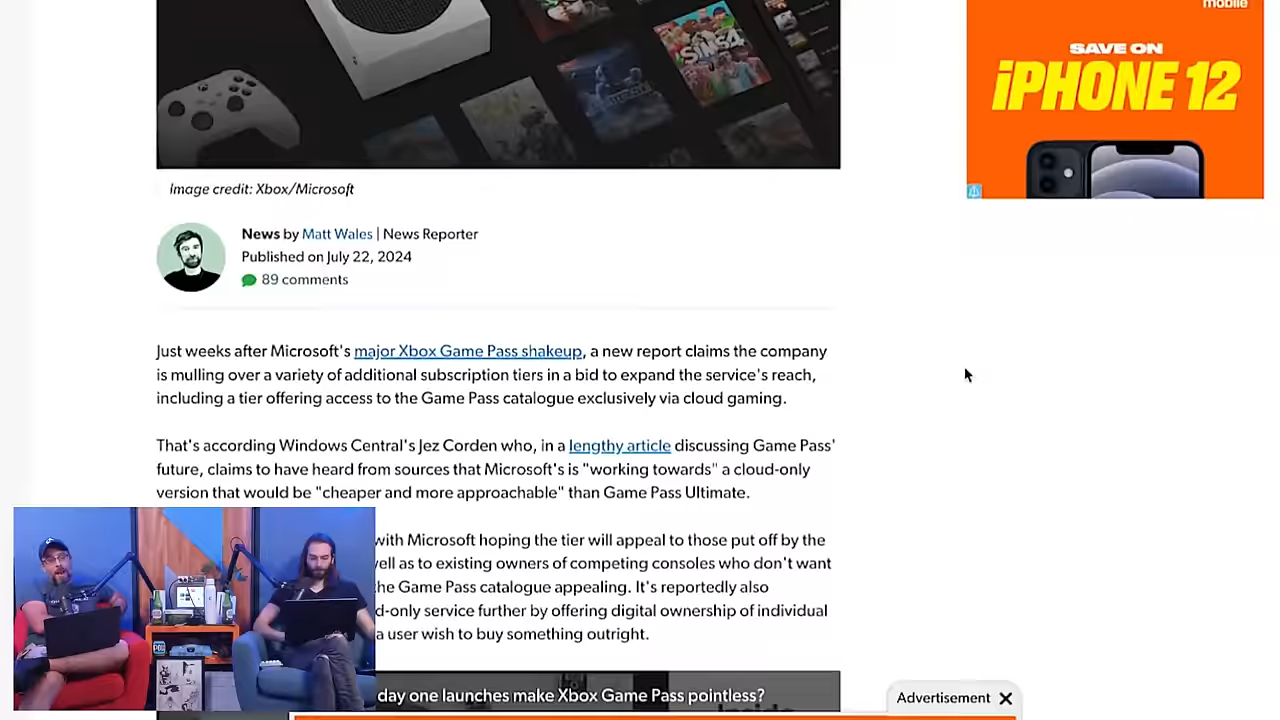 mobile
SAVE ON
iPHONE 12
SIMS4
Image credit: Xbox/Microsoft
News by Matt Wales | News Reporter
Published on July 22, 2024
89 comments
Just weeks after Microsoft's major Xbox Game Pass shakeup, a new report claims the company
is mulling over a variety of additional subscription tiers in a bid to expand the service's reach,
including a tier offering access to the Game Pass catalogue exclusively via cloud gaming.
That's according Windows Central's Jez Corden who, in a lengthy article discussing Game Pass'
future, claims to have heard from sources that Microsoft's is "working towards" a cloud-only
version that would be "cheaper and more approachable" than Game Pass Ultimate.
with Microsoft hoping the tier will appeal to those put off by the
ell as to existing owners of competing consoles who don't want
he Game Pass catalogue appealing. It's reportedly also
d-only service further by offering digital ownership of individual
a user wish to buy something outright.
day one launches make Xbox Game Pass pointless?
Advertisement